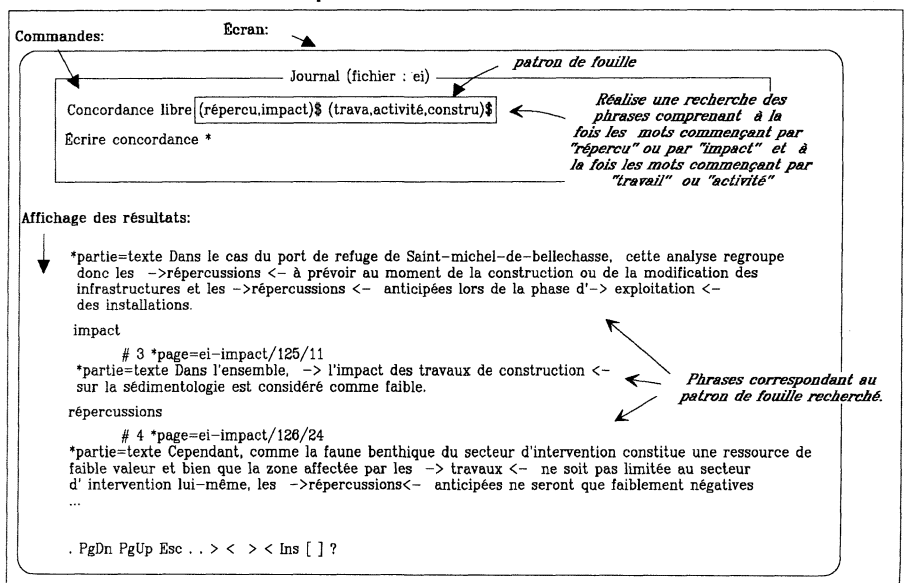 Commandes:
Écran:
Journal (fichier : ei)
patron de fouille
Concordance libre (répercu,impact)$ (trava,activité,constru)$
Écrire concordance *
Réalise une recherche des
phrases comprenant à la
fois les mots commençant par
"répercu" ou par "impact" et à
la fois les mots commençant par
"travail" ou "activité"
Affichage des résultats:
*partie=texte Dans le cas du port de refuge de Saint-michel-de-bellechasse, cette analyse regroupe
donc les ->répercussions <- à prévoir au moment de la construction ou de la modification des
infrastructures et les ->répercussions <- anticipées lors de la phase d'-> exploitation <-
des installations.
impact
# 3 *page=ei-impact/125/11
*partie=texte Dans l'ensemble, -> l'impact des travaux de construction <-
sur la sédimentologie est considéré comme faible.
Phrases correspondant au
patron de fouille recherché.
répercussions
# 4 *page=ei-impact/126/24
*partie=texte Cependant, comme la faune benthique du secteur d'intervention constitue une ressource de
faible valeur et bien que la zone affectée par les -> travaux <- ne soit pas limitée au secteur
d' intervention lui-même, les ->répercussions<- anticipées ne seront que faiblement négatives
...
. PgDn PgUp Esc . . > < > < Ins [ ] ?